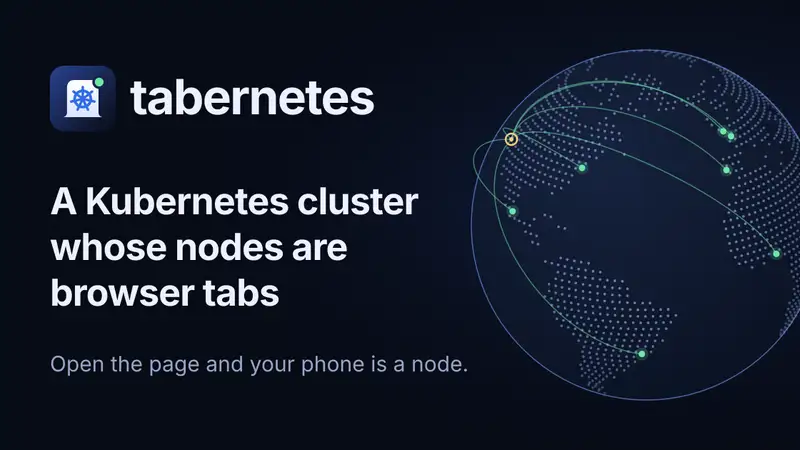 tabernetes
A Kubernetes cluster
whose nodes are
browser tabs
Open the page and your phone is a node.